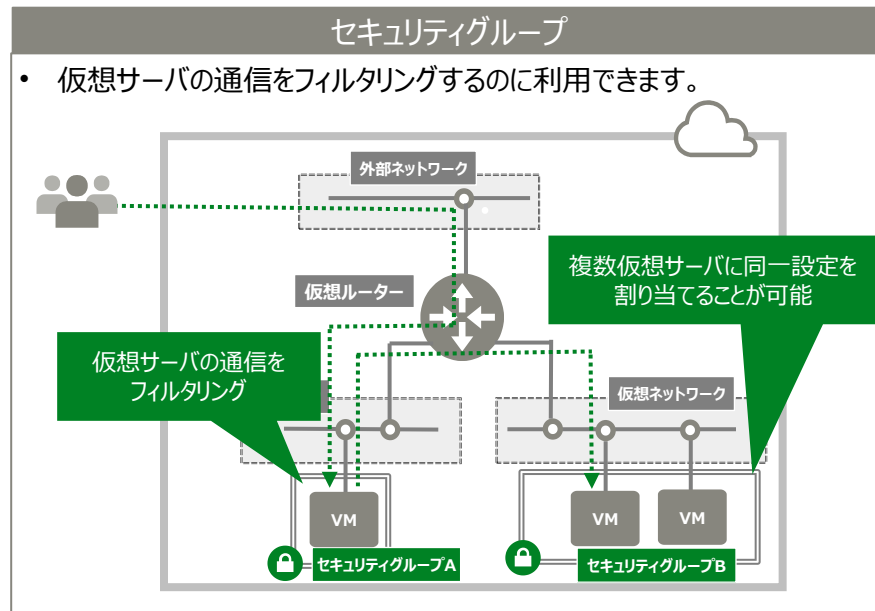 セキュリティグループ
• 仮想サーバの通信をフィルタリングするのに利用できます。
外部ネットワーク
複数仮想サーバに同一設定を
割り当てることが可能
仮想ルーター
仮想サーバの通信を
フィルタリング
仮想ネットワーク
VM
VM
VM
セキュリティグループA
セキュリティグループB